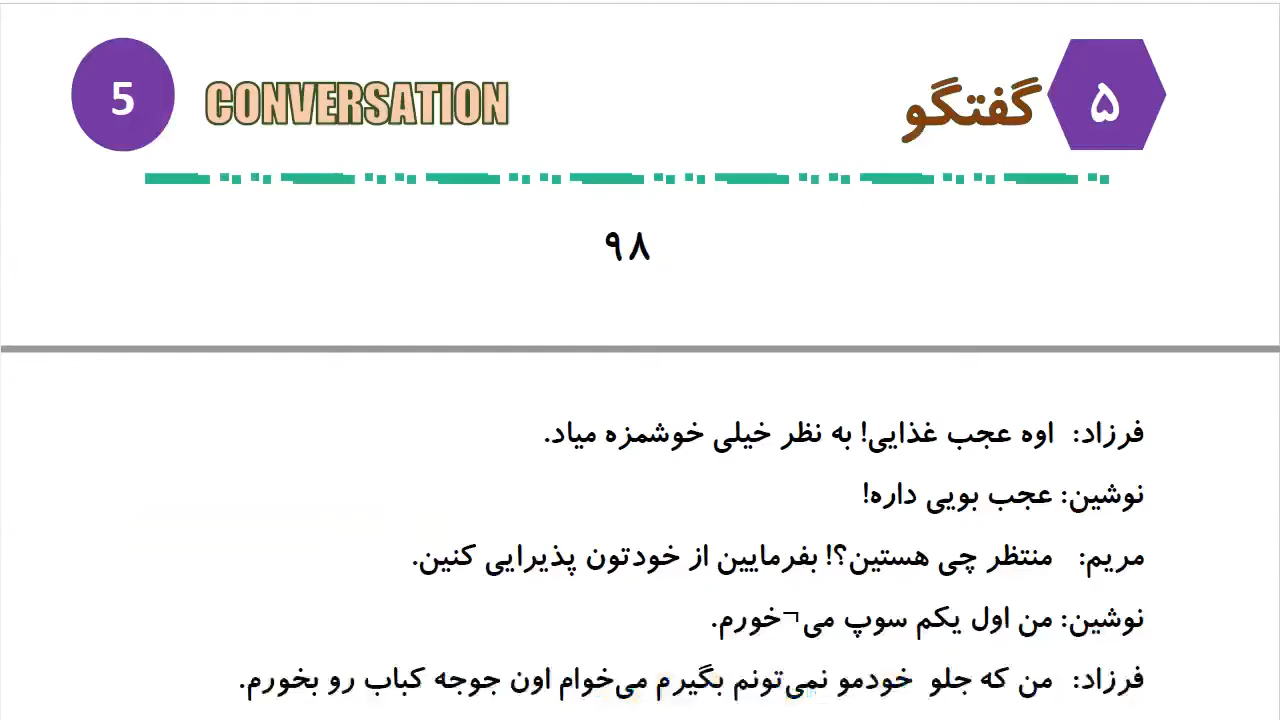 5 CONVERSATION گفتگو ۵
۹۸
فرزاد: اوه عجب غذایی! به نظر خیلی خوشمزه میاد.
نوشین: عجب بویی داره!
مریم: منتظر چی هستین؟! بفرمایین از خودتون پذیرایی کنین.
نوشین: من اول یکم سوپ می¬خورم.
فرزاد: من که جلو خودمو نمی‌تونم بگیرم می‌خوام اون جوجه کباب رو بخورم.